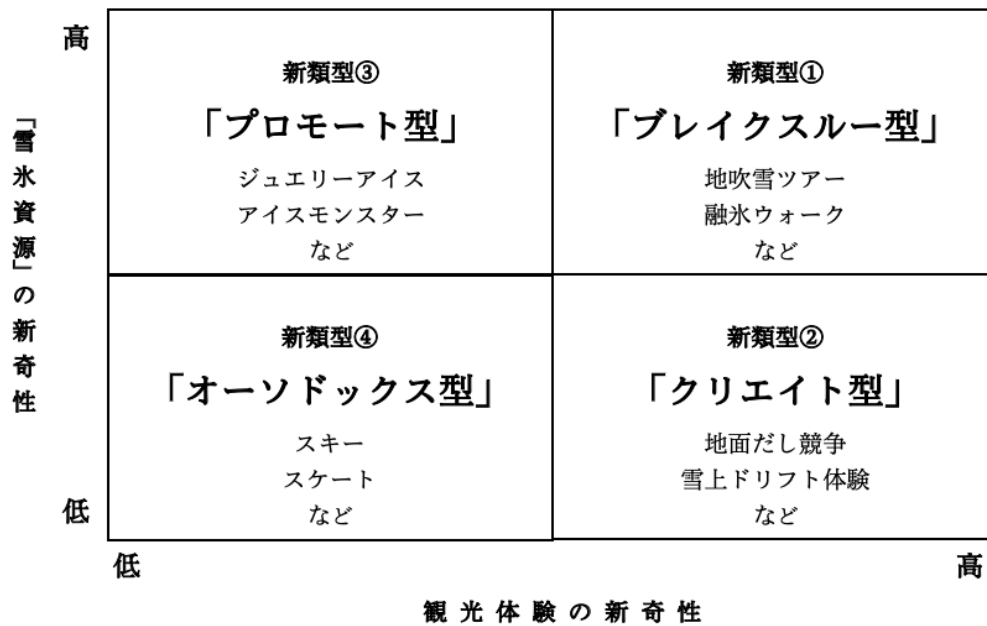 高
「雪氷資源」の新奇性
低
新類型③
「プロモート型」
ジュエリーアイス
アイスモンスター
など
新類型①
「ブレイクスルー型」
地吹雪ツアー
融氷ウォーク
など
新類型④
「オーソドックス型」
スキー
スケート
など
新類型②
「クリエイト型」
地面だし競争
雪上ドリフト体験
など
低
高
観光体験の新奇性